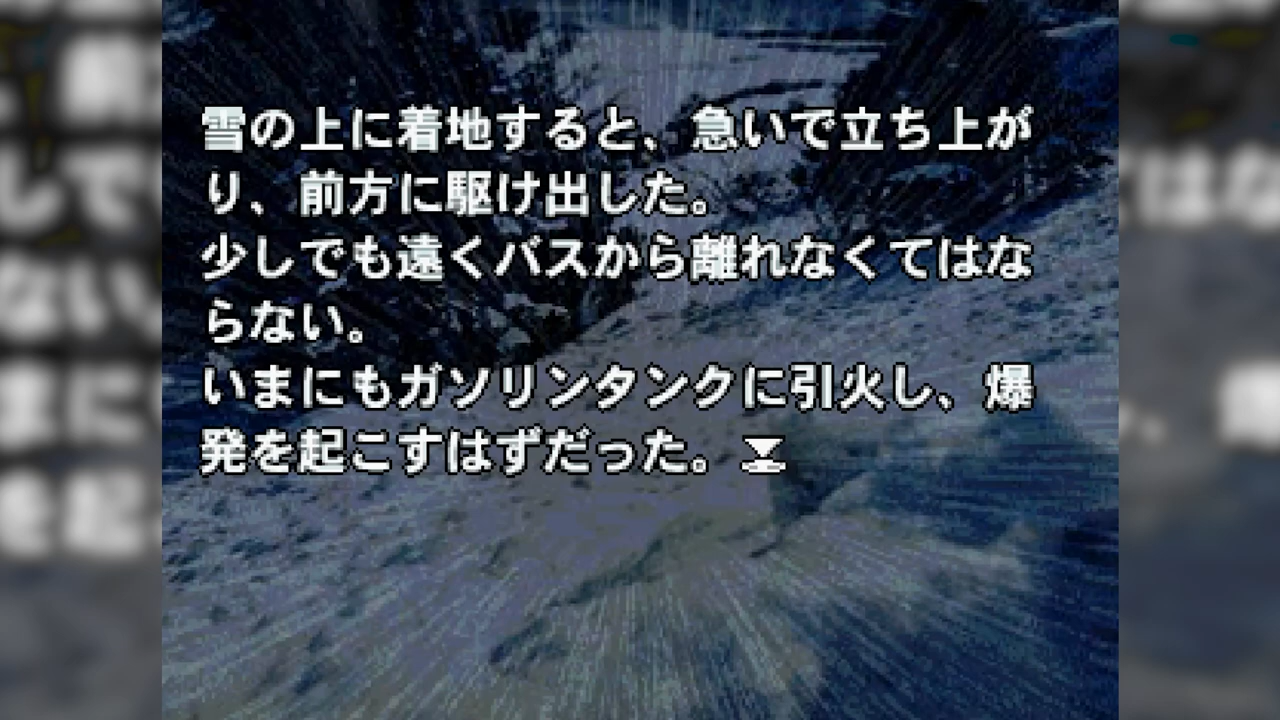 雪の上に着地すると、急いで立ち上が
り、前方に駆け出した。
少しでも遠くバスから離れなくてはな
らない。
いまにもガソリンタンクに引火し、爆
発を起こすはずだった。